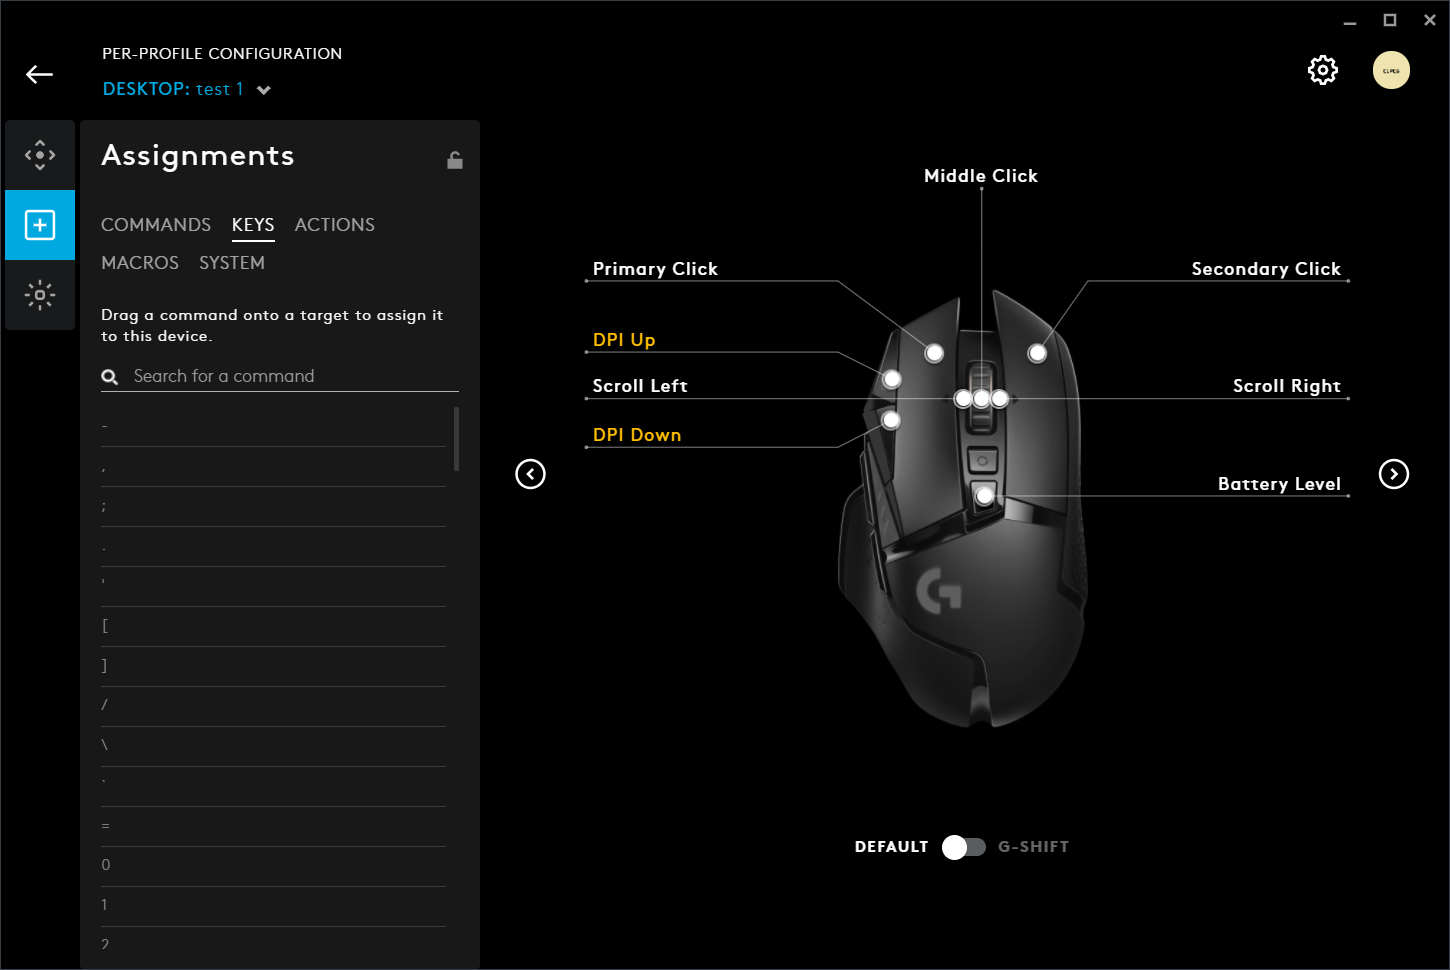 PER-PROFILE CONFIGURATION
DESKTOP: test 1
Assignments
COMMANDS KEYS ACTIONS
MACROS SYSTEM
Drag a command onto a target to assign it
to this device.
Search for a command
-
,
;
.
'
[
]
/
\
`
=
0
1
2
Middle Click
Primary Click
Secondary Click
DPI Up
Scroll Left
Scroll Right
DPI Down
Battery Level
DEFAULT
G-SHIFT